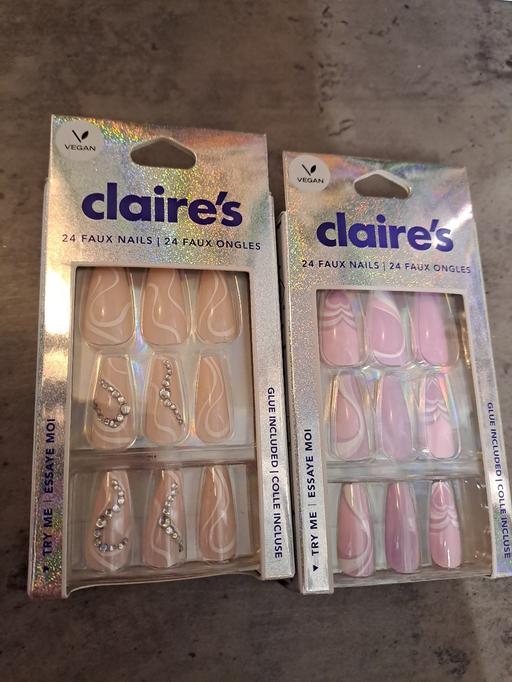 VEGAN
claire's
24 FAUX NAILS | 24 FAUX ONGLES
TRY ME | ESSAYE MOI
GLUE INCLUDED | COLLE INCLUSE
VEGAN
claire's
24 FAUX NAILS | 24 FAUX ONGLES
TRY ME | ESSAYE MOI
GLUE INCLUDED | COLLE INCLUSE